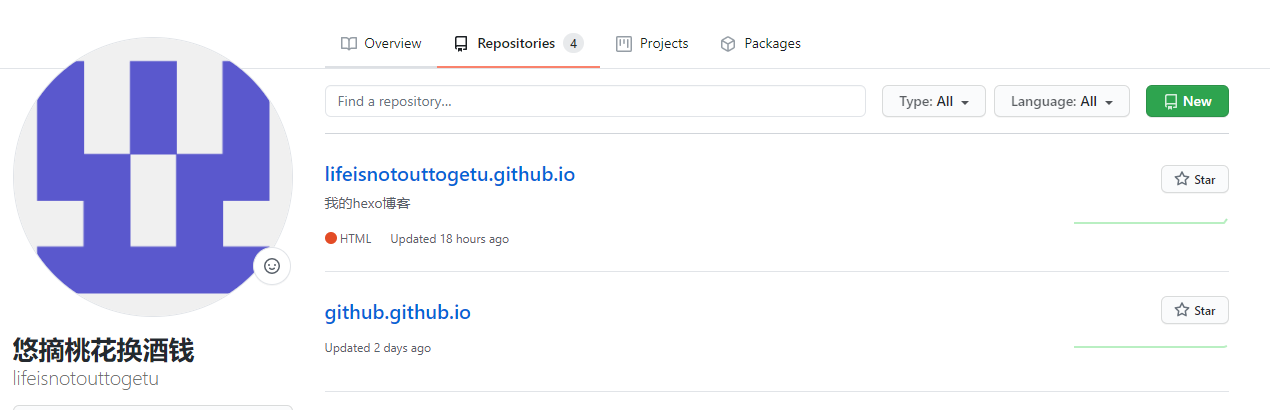 Overview Repositories 4 Projects Packages
Find a repository... Type: All Language: All New
lifeisnotouttogetu.github.io Star
我的hexo博客
HTML Updated 18 hours ago
github.github.io Star
Updated 2 days ago
悠摘桃花换酒钱
lifeisnotouttogetu